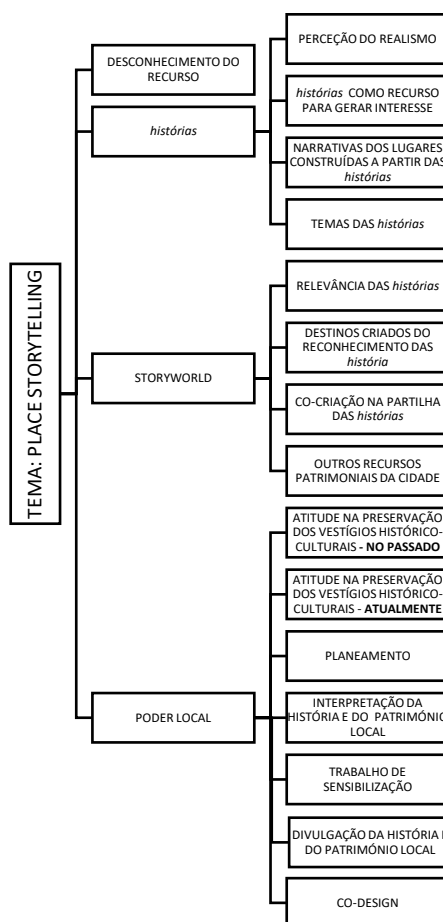 TEMA: PLACE STORYTELLING
DESCONHECIMENTO DO
RECURSO
histórias
PERCEÇÃO DO REALISMO
histórias COMO RECURSO
PARA GERAR INTERESSE
NARRATIVAS DOS LUGARES
CONSTRUÍDAS A PARTIR DAS
histórias
TEMAS DAS histórias
STORYWORLD
RELEVÂNCIA DAS histórias
DESTINOS CRIADOS DO
RECONHECIMENTO DAS
história
CO-CRIAÇÃO NA PARTILHA
DAS histórias
OUTROS RECURSOS
PATRIMONIAIS DA CIDADE
PODER LOCAL
ATITUDE NA PRESERVAÇÃO
DOS VESTÍGIOS HISTÓRICO-
CULTURAIS - NO PASSADO
ATITUDE NA PRESERVAÇÃO
DOS VESTÍGIOS HISTÓRICO-
CULTURAIS - ATUALMENTE
PLANEAMENTO
INTERPRETAÇÃO DA
HISTÓRIA E DO PATRIMÓNIO
LOCAL
TRABALHO DE
SENSIBILIZAÇÃO
DIVULGAÇÃO DA HISTÓRIA E
DO PATRIMÓNIO LOCAL
CO-DESIGN